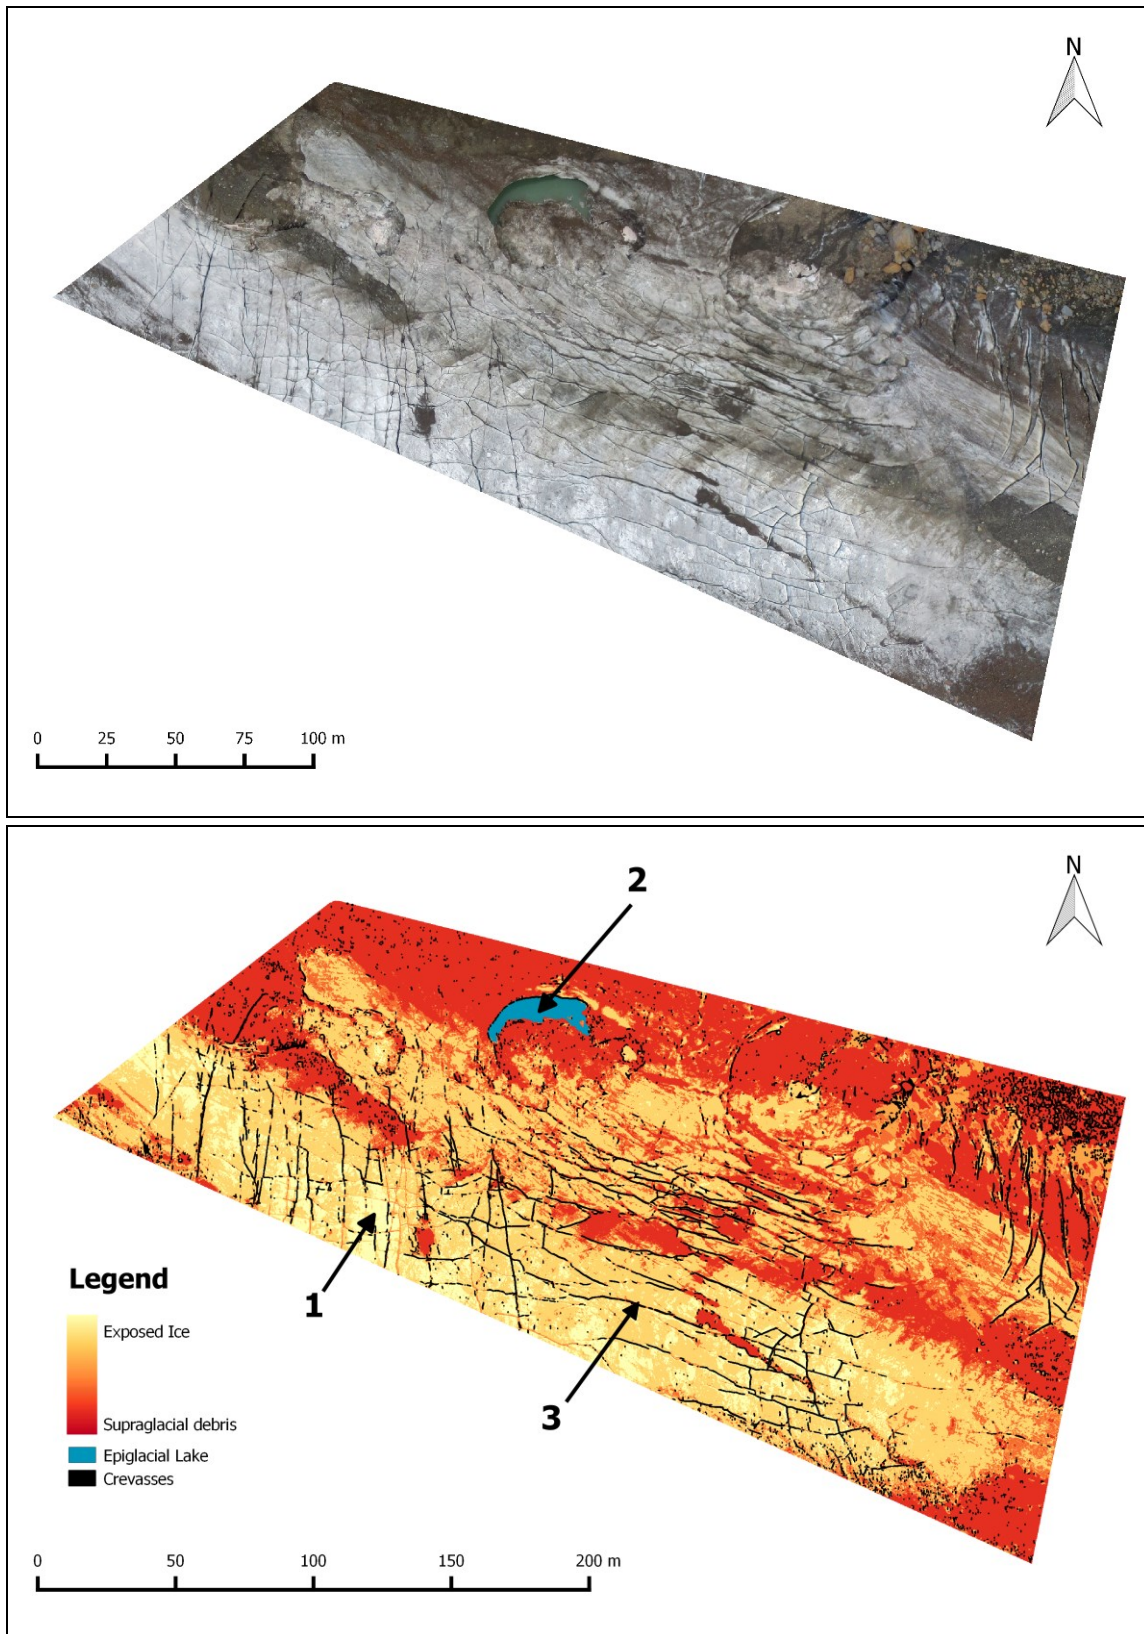 N
0 25 50 75 100 m
2
N
1
3
Legend
Exposed Ice
Supraglacial debris
Epiglacial Lake
Crevasses
0 50 100 150 200 m